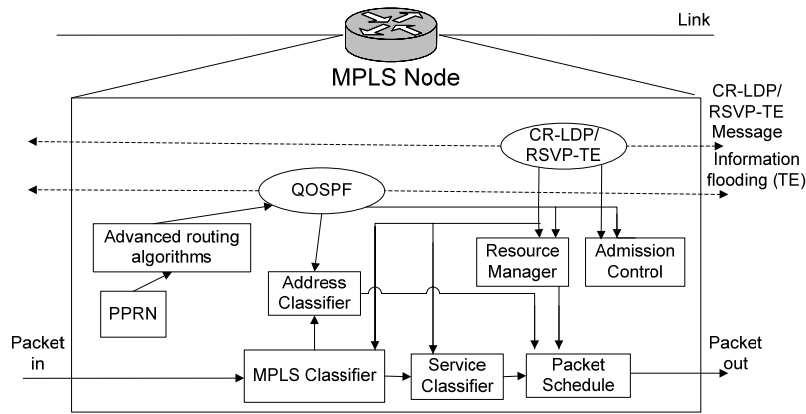 Link
MPLS Node
CR-LDP/
RSVP-TE
Message
CR-LDP/
RSVP-TE
Information
flooding (TE)
QOSPF
Advanced routing
algorithms
Resource
Manager
Admission
Control
Address
Classifier
PPRN
Packet
in
MPLS Classifier
Service
Classifier
Packet
Schedule
Packet
out